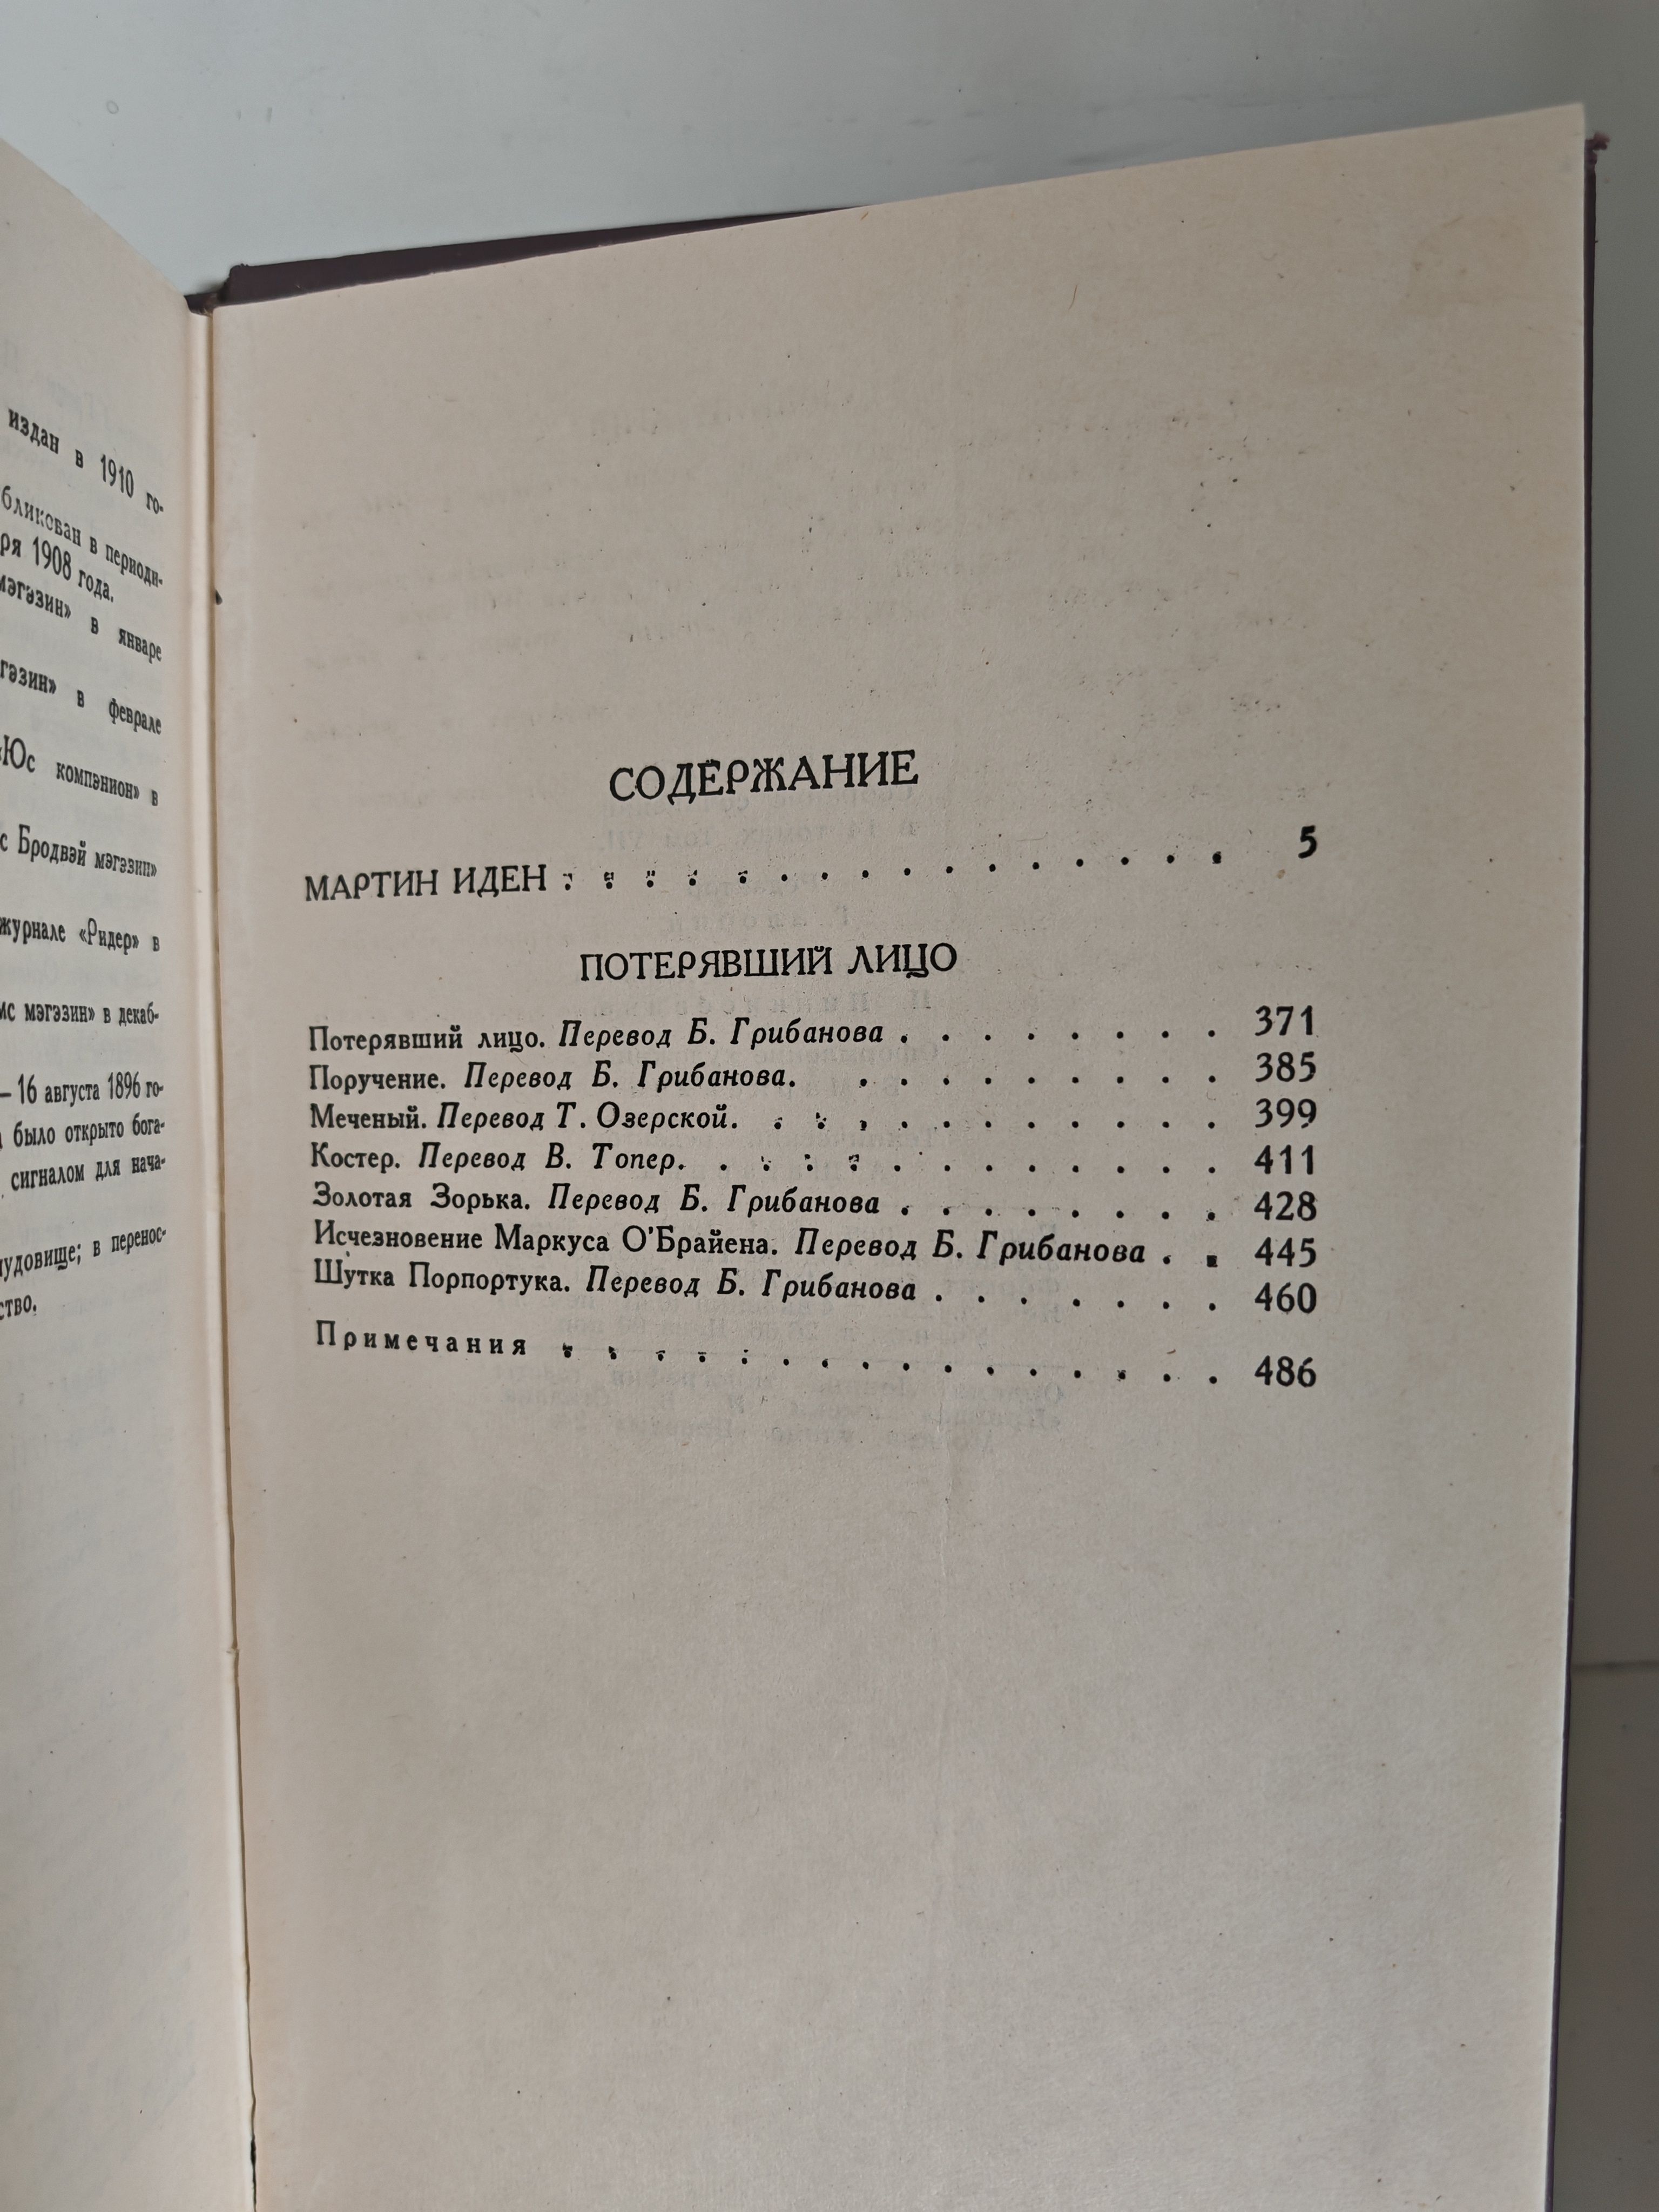 издан в 1910 го-
бликован в периоди-
ря 1908 года.
мэгэзин» в январе
гэзин» в феврале
«Юс компэнион» в
с Бродвэй мэгэзин»
журнале «Ридер» в
мэгэзин» в декаб-
— 16 августа 1896 го-
было открыто бога-
сигналом для нача-
чудовище; в перенос-
ство.
СОДЕРЖАНИЕ
МАРТИН ИДЕН . . . . . . . . . . . . . . . . 5
ПОТЕРЯВШИЙ ЛИЦО
Потерявший лицо. Перевод Б. Грибанова . . . . . . . . 371
Поручение. Перевод Б. Грибанова. . . . . . . . . . 385
Меченый. Перевод Т. Озерской. . . . . . . . . . . . 399
Костер. Перевод В. Топер. . . . . . . . . . . . . 411
Золотая Зорька. Перевод Б. Грибанова . . . . . . . . 428
Исчезновение Маркуса О'Брайена. Перевод Б. Грибанова . . 445
Шутка Порпортука. Перевод Б. Грибанова . . . . . . . 460
Примечания . . . . . . . . . . . . . . . . 486